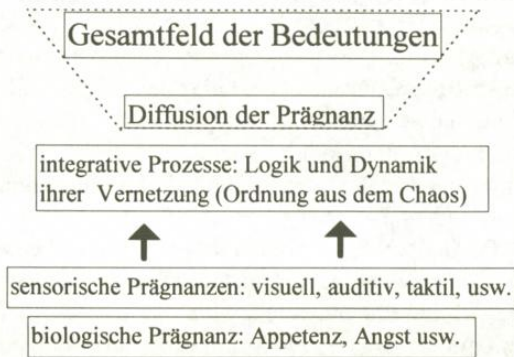 Gesamtfeld der Bedeutungen
Diffusion der Prägnanz
integrative Prozesse: Logik und Dynamik
ihrer Vernetzung (Ordnung aus dem Chaos)
sensorische Prägnanzen: visuell, auditiv, taktil, usw.
biologische Prägnanz: Appetenz, Angst usw.